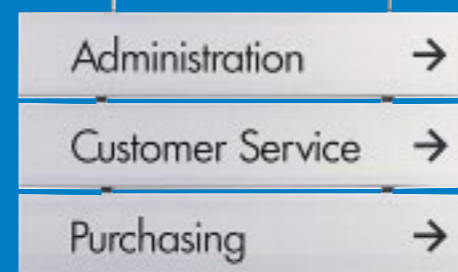 Administration →
Customer Service →
Purchasing →